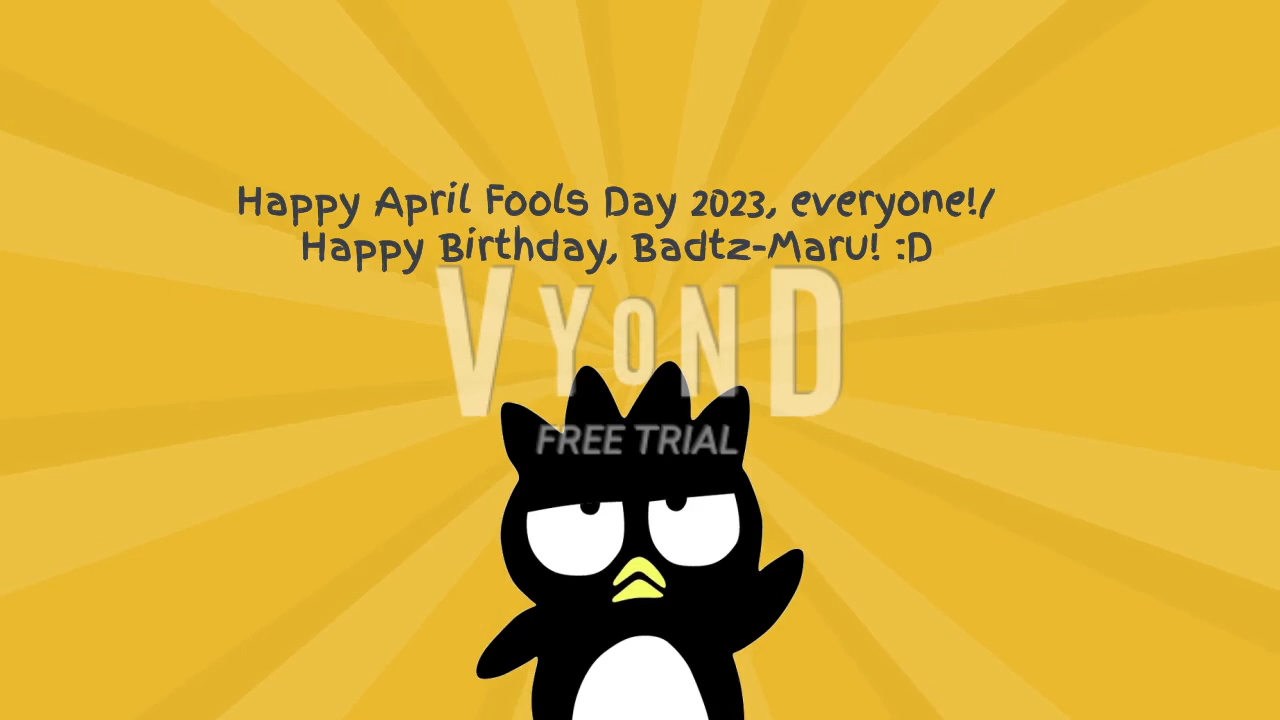 Happy April Fools Day 2023, everyone!/
Happy Birthday, Badtz-Maru! :D
VYOND
FREE TRIAL